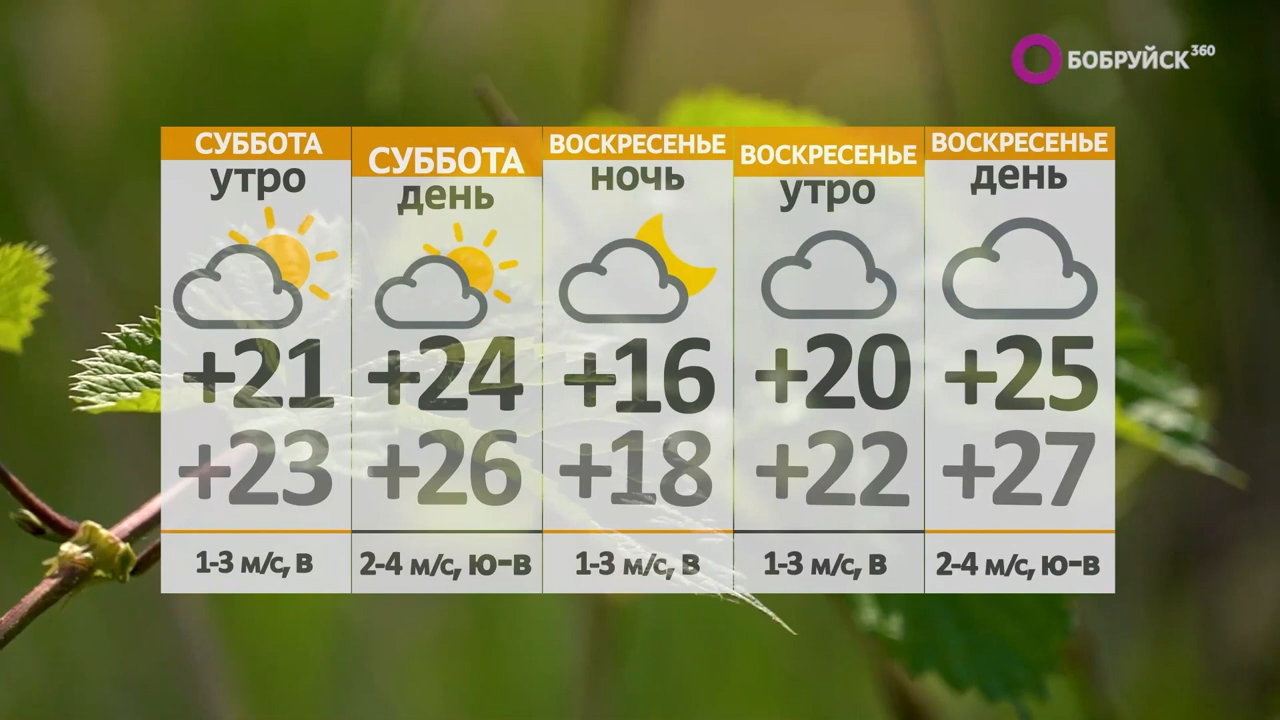 БОБРУЙСК360
СУББОТА
утро
+21
+23
1-3 м/с, В
СУББОТА
день
+24
+26
2-4 м/с, Ю-В
ВОСКРЕСЕНЬЕ
ночь
+16
+18
1-3 м/с, В
ВОСКРЕСЕНЬЕ
утро
+20
+22
1-3 м/с, В
ВОСКРЕСЕНЬЕ
день
+25
+27
2-4 м/с, Ю-В